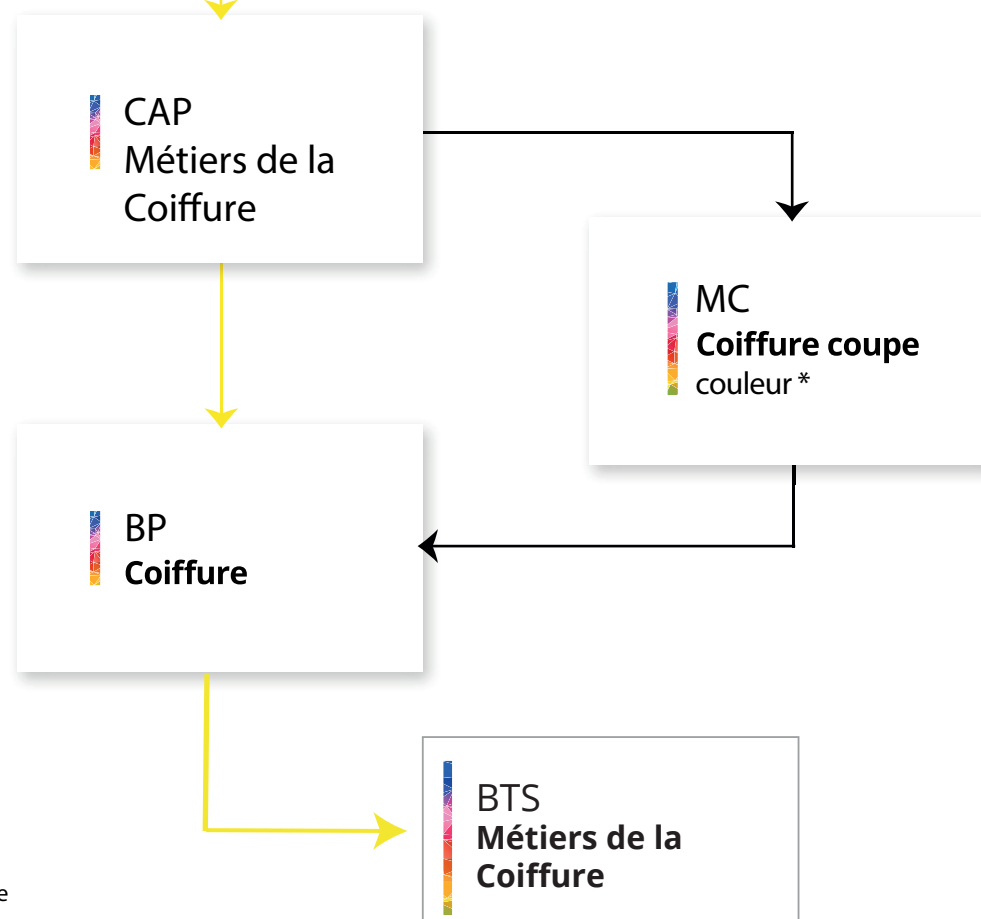 CAP
Métiers de la
Coiffure
MC
Coiffure coupe
couleur *
BP
Coiffure
BTS
Métiers de la
Coiffure
e